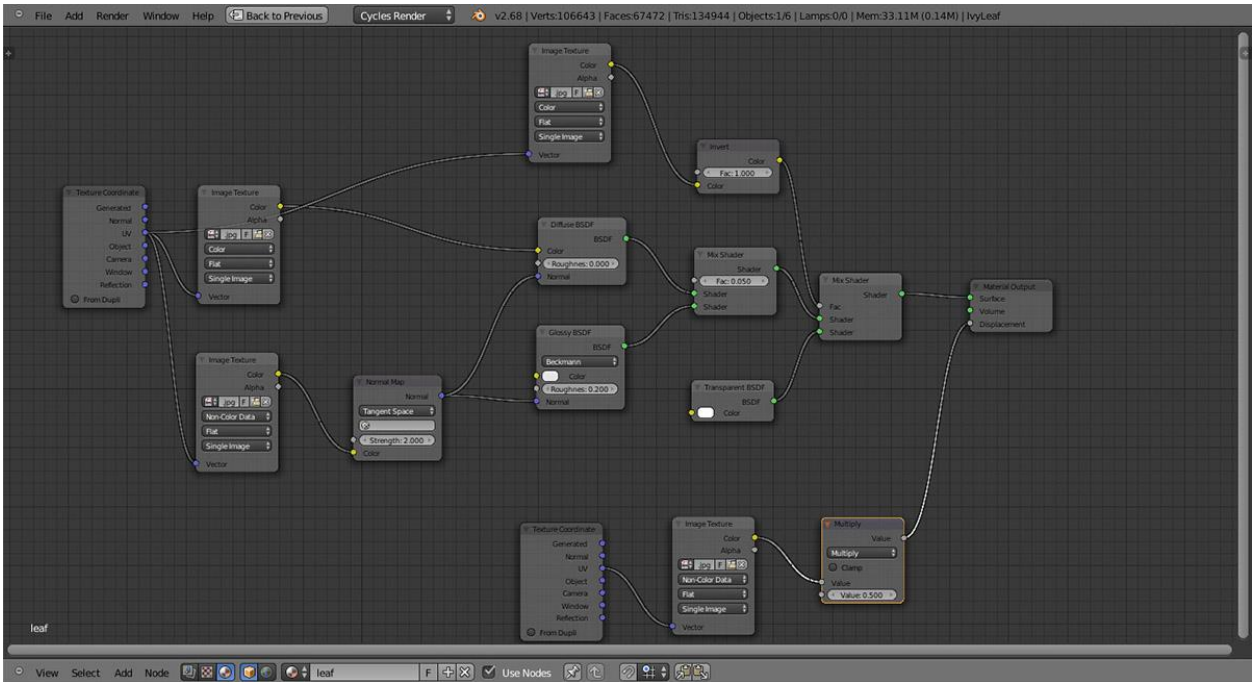 File Add Render Window Help Back to Previous Cycles Render v2.68 | Verts:106643 | Faces:67472 | Tris:134944 | Objects:1/6 | Lamps:0/0 | Mem:33.11M (0.14M) | IvyLeaf
Image Texture
Color
Alpha
jpg F
Color
Flat
Single Image
Vector
Invert
Color
Fac: 1.000
Color
Texture Coordinate
Generated
Normal
UV
Object
Camera
Window
Reflection
From Dupli
Image Texture
Color
Alpha
jpg F
Color
Flat
Single Image
Vector
Diffuse BSDF
BSDF
Color
Roughnes: 0.000
Normal
Mix Shader
Shader
Fac: 0.050
Shader
Shader
Mix Shader
Shader
Fac
Shader
Shader
Material Output
Surface
Volume
Displacement
Image Texture
Color
Alpha
jpg F
Non-Color Data
Flat
Single Image
Vector
Normal Map
Normal
Tangent Space
Strength: 2.000
Color
Glossy BSDF
BSDF
Beckmann
Color
Roughnes: 0.200
Normal
Transparent BSDF
BSDF
Color
Texture Coordinate
Generated
Normal
UV
Object
Camera
Window
Reflection
From Dupli
Image Texture
Color
Alpha
jpg F
Non-Color Data
Flat
Single Image
Vector
Multiply
Value
Multiply
Clamp
Value
Value: 0.500
leaf
View Select Add Node leaf F Use Nodes